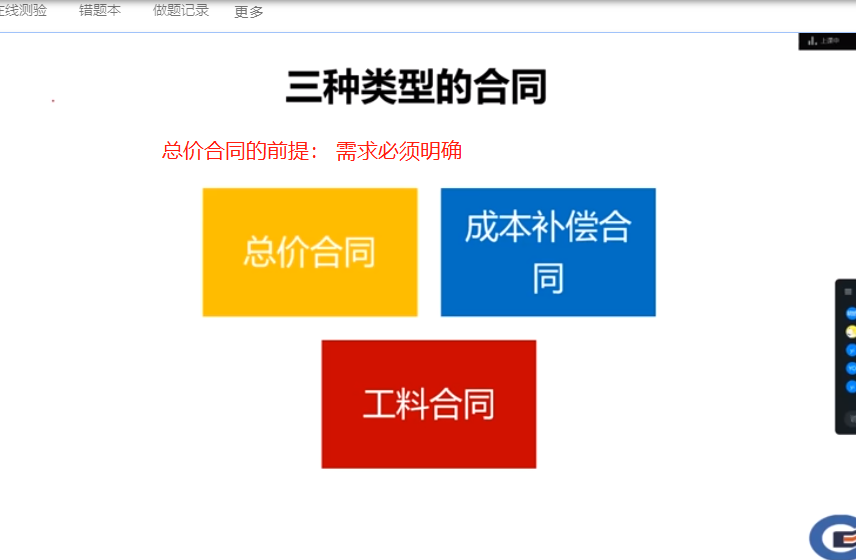 在线测验 错题本 做题记录 更多
上课中
三种类型的合同
总价合同的前提： 需求必须明确
总价合同
成本补偿合
同
工料合同